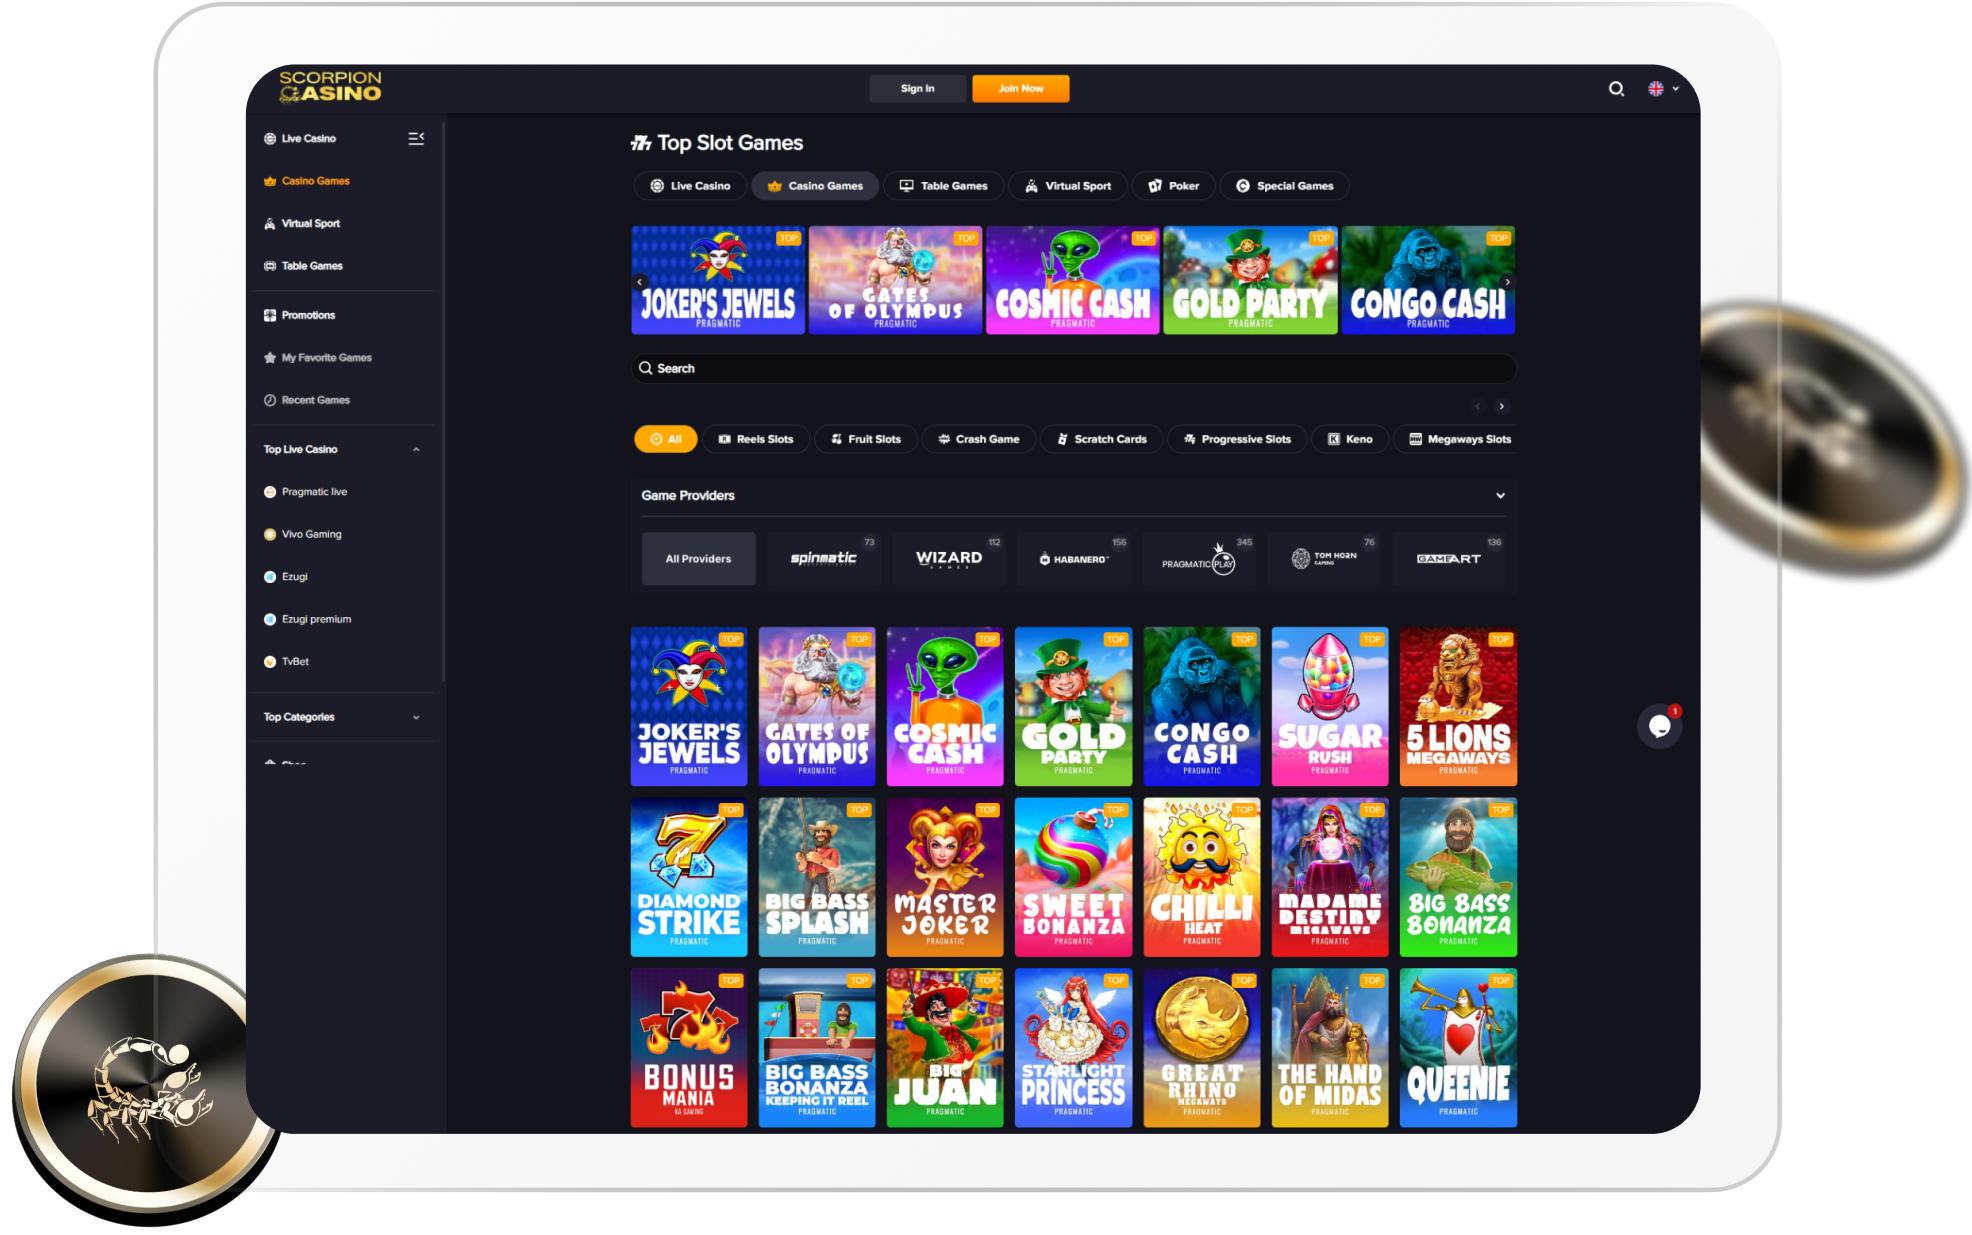 SCORPION
CASINO
Sign In
Join Now
Live Casino
Casino Games
Virtual Sport
Table Games
Promotions
My Favorite Games
Recent Games
Top Live Casino
Pragmatic live
Vivo Gaming
Ezugi
Ezugi premium
TvBet
Top Categories
Top Slot Games
Live Casino
Casino Games
Table Games
Virtual Sport
Poker
Special Games
TOP
JOKER'S JEWELS
PRAGMATIC
TOP
GATES
OF OLYMPUS
PRAGMATIC
TOP
COSMIC CASH
PRAGMATIC
TOP
GOLD PARTY
PRAGMATIC
TOP
CONGO CASH
PRAGMATIC
Search
All
Reels Slots
Fruit Slots
Crash Game
Scratch Cards
Progressive Slots
Keno
Megaways Slots
Game Providers
All Providers
73
spinmatic
112
WIZARD
GAMES
156
HABANERO
345
PRAGMATIC PLAY
76
TOM HORN
GAMING
136
GAMEART
TOP
JOKER'S
JEWELS
PRAGMATIC
TOP
GATES OF
OLYMPUS
PRAGMATIC
TOP
COSMIC
CASH
PRAGMATIC
TOP
GOLD
PARTY
PRAGMATIC
TOP
CONGO
CASH
PRAGMATIC
TOP
SUGAR
RUSH
PRAGMATIC
TOP
5 LIONS
MEGAWAYS
PRAGMATIC
1
TOP
DIAMOND
STRIKE
PRAGMATIC
TOP
BIG BASS
SPLASH
PRAGMATIC
TOP
MASTER
JOKER
PRAGMATIC
TOP
SWEET
BONANZA
PRAGMATIC
TOP
CHILLI
HEAT
PRAGMATIC
TOP
MADAME
DESTINY
MEGAWAYS
PRAGMATIC
TOP
BIG BASS
BONANZA
PRAGMATIC
TOP
BONUS
MANIA
KA GAMING
TOP
BIG BASS
BONANZA
KEEPING IT REEL
PRAGMATIC
TOP
BIG
JUAN
PRAGMATIC
TOP
STARLIGHT
PRINCESS
PRAGMATIC
TOP
GREAT
RHINO
MEGAWAYS
PRAGMATIC
TOP
THE HAND
OF MIDAS
PRAGMATIC
TOP
QUEENIE
PRAGMATIC